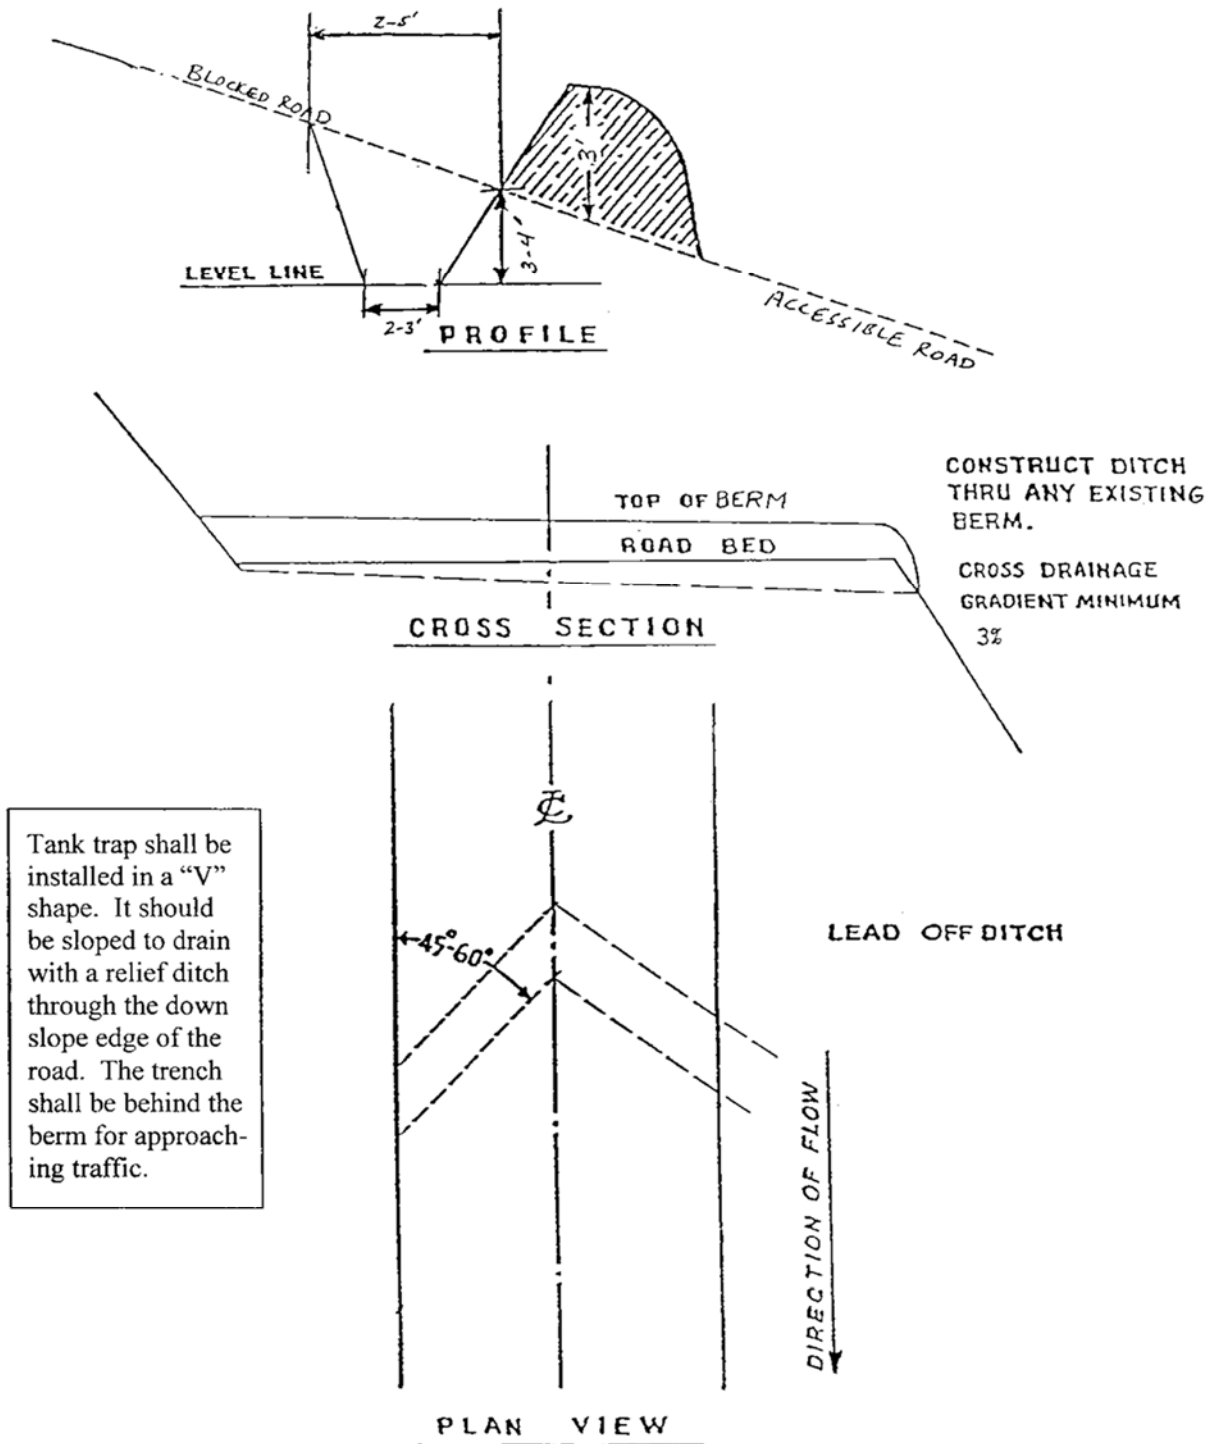 2-5'
BLOCKED ROAD
3'
3-4'
LEVEL LINE
2-3'
PROFILE
ACCESSIBLE ROAD
CONSTRUCT DITCH
THRU ANY EXISTING
BERM.
TOP OF BERM
ROAD BED
CROSS DRAINAGE
GRADIENT MINIMUM
3%
CROSS SECTION
℄
Tank trap shall be
installed in a “V”
shape. It should
be sloped to drain
with a relief ditch
through the down
slope edge of the
road. The trench
shall be behind the
berm for approach-
ing traffic.
45°-60°
LEAD OFF DITCH
DIRECTION OF FLOW
PLAN VIEW